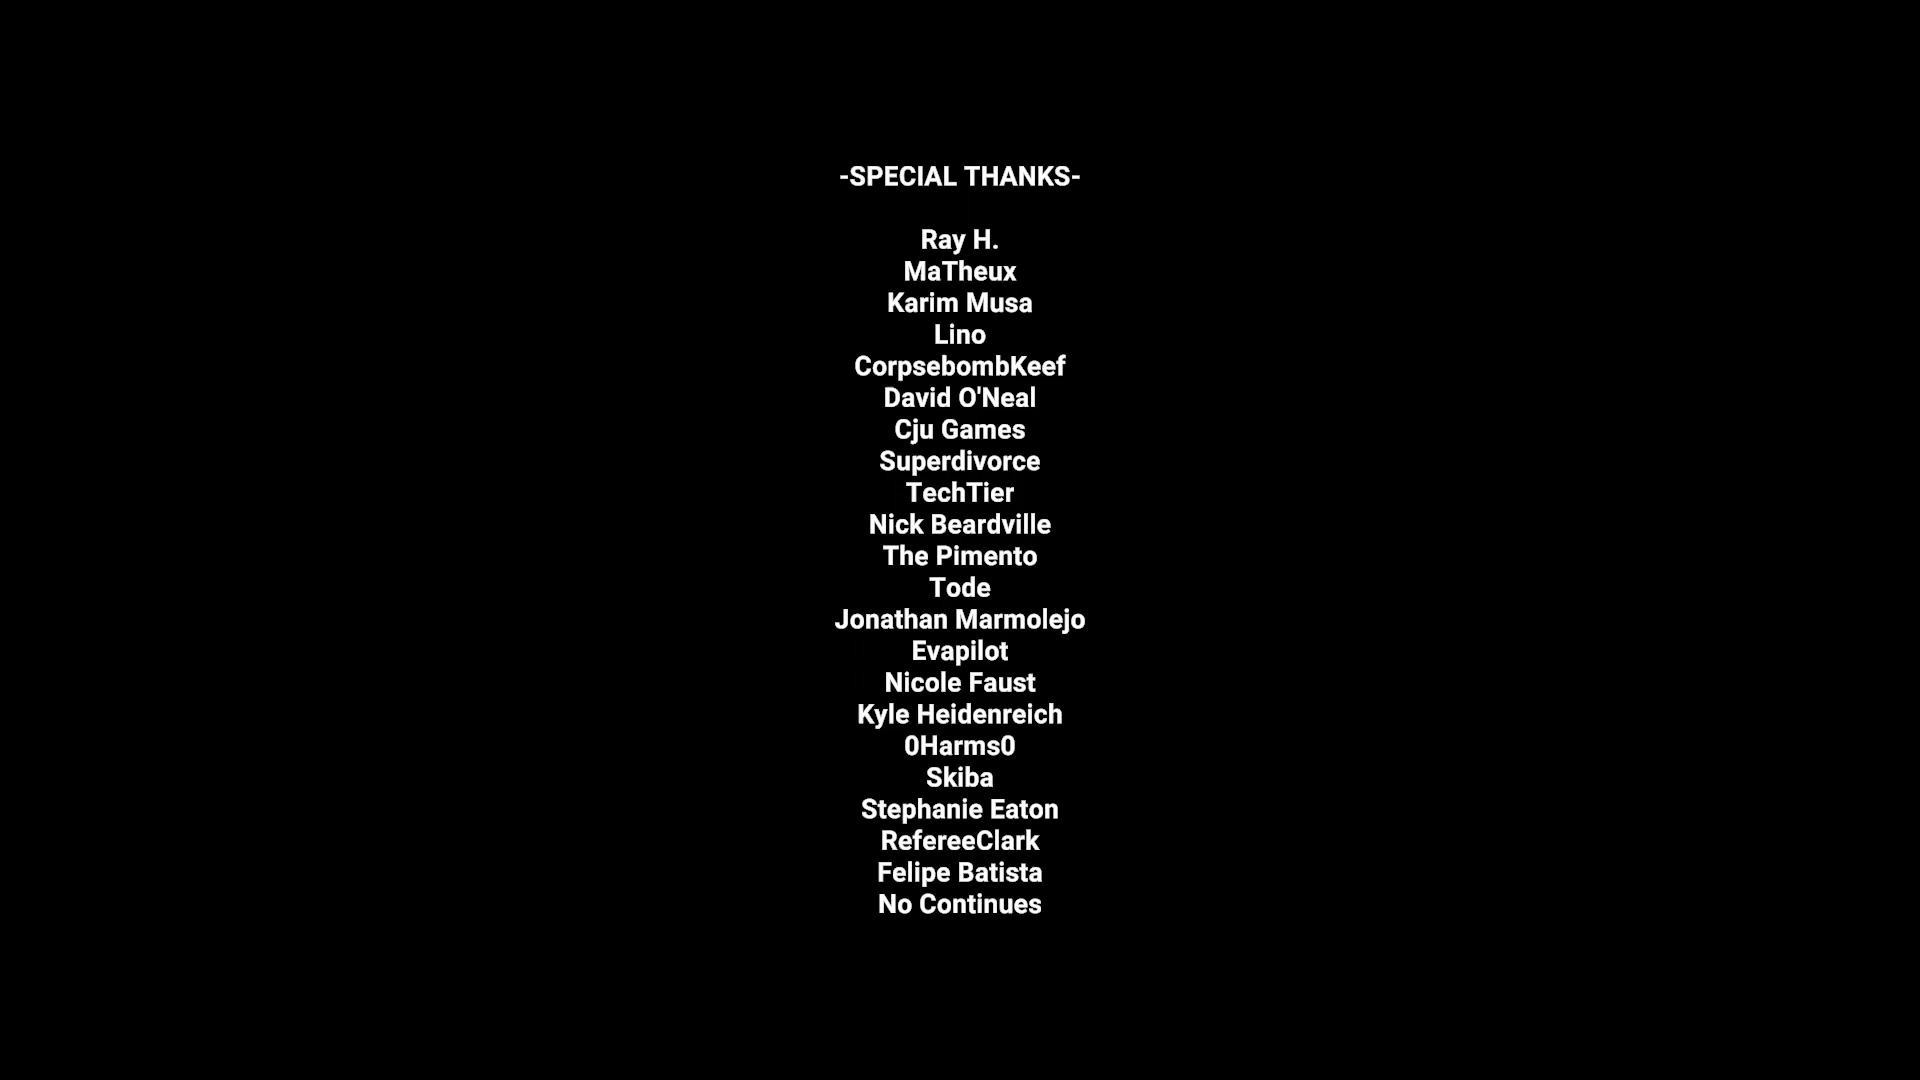 -SPECIAL THANKS-
Ray H.
MaTheux
Karim Musa
Lino
CorpsebombKeef
David O'Neal
Cju Games
Superdivorce
TechTier
Nick Beardville
The Pimento
Tode
Jonathan Marmolejo
Evapilot
Nicole Faust
Kyle Heidenreich
0Harms0
Skiba
Stephanie Eaton
RefereeClark
Felipe Batista
No Continues